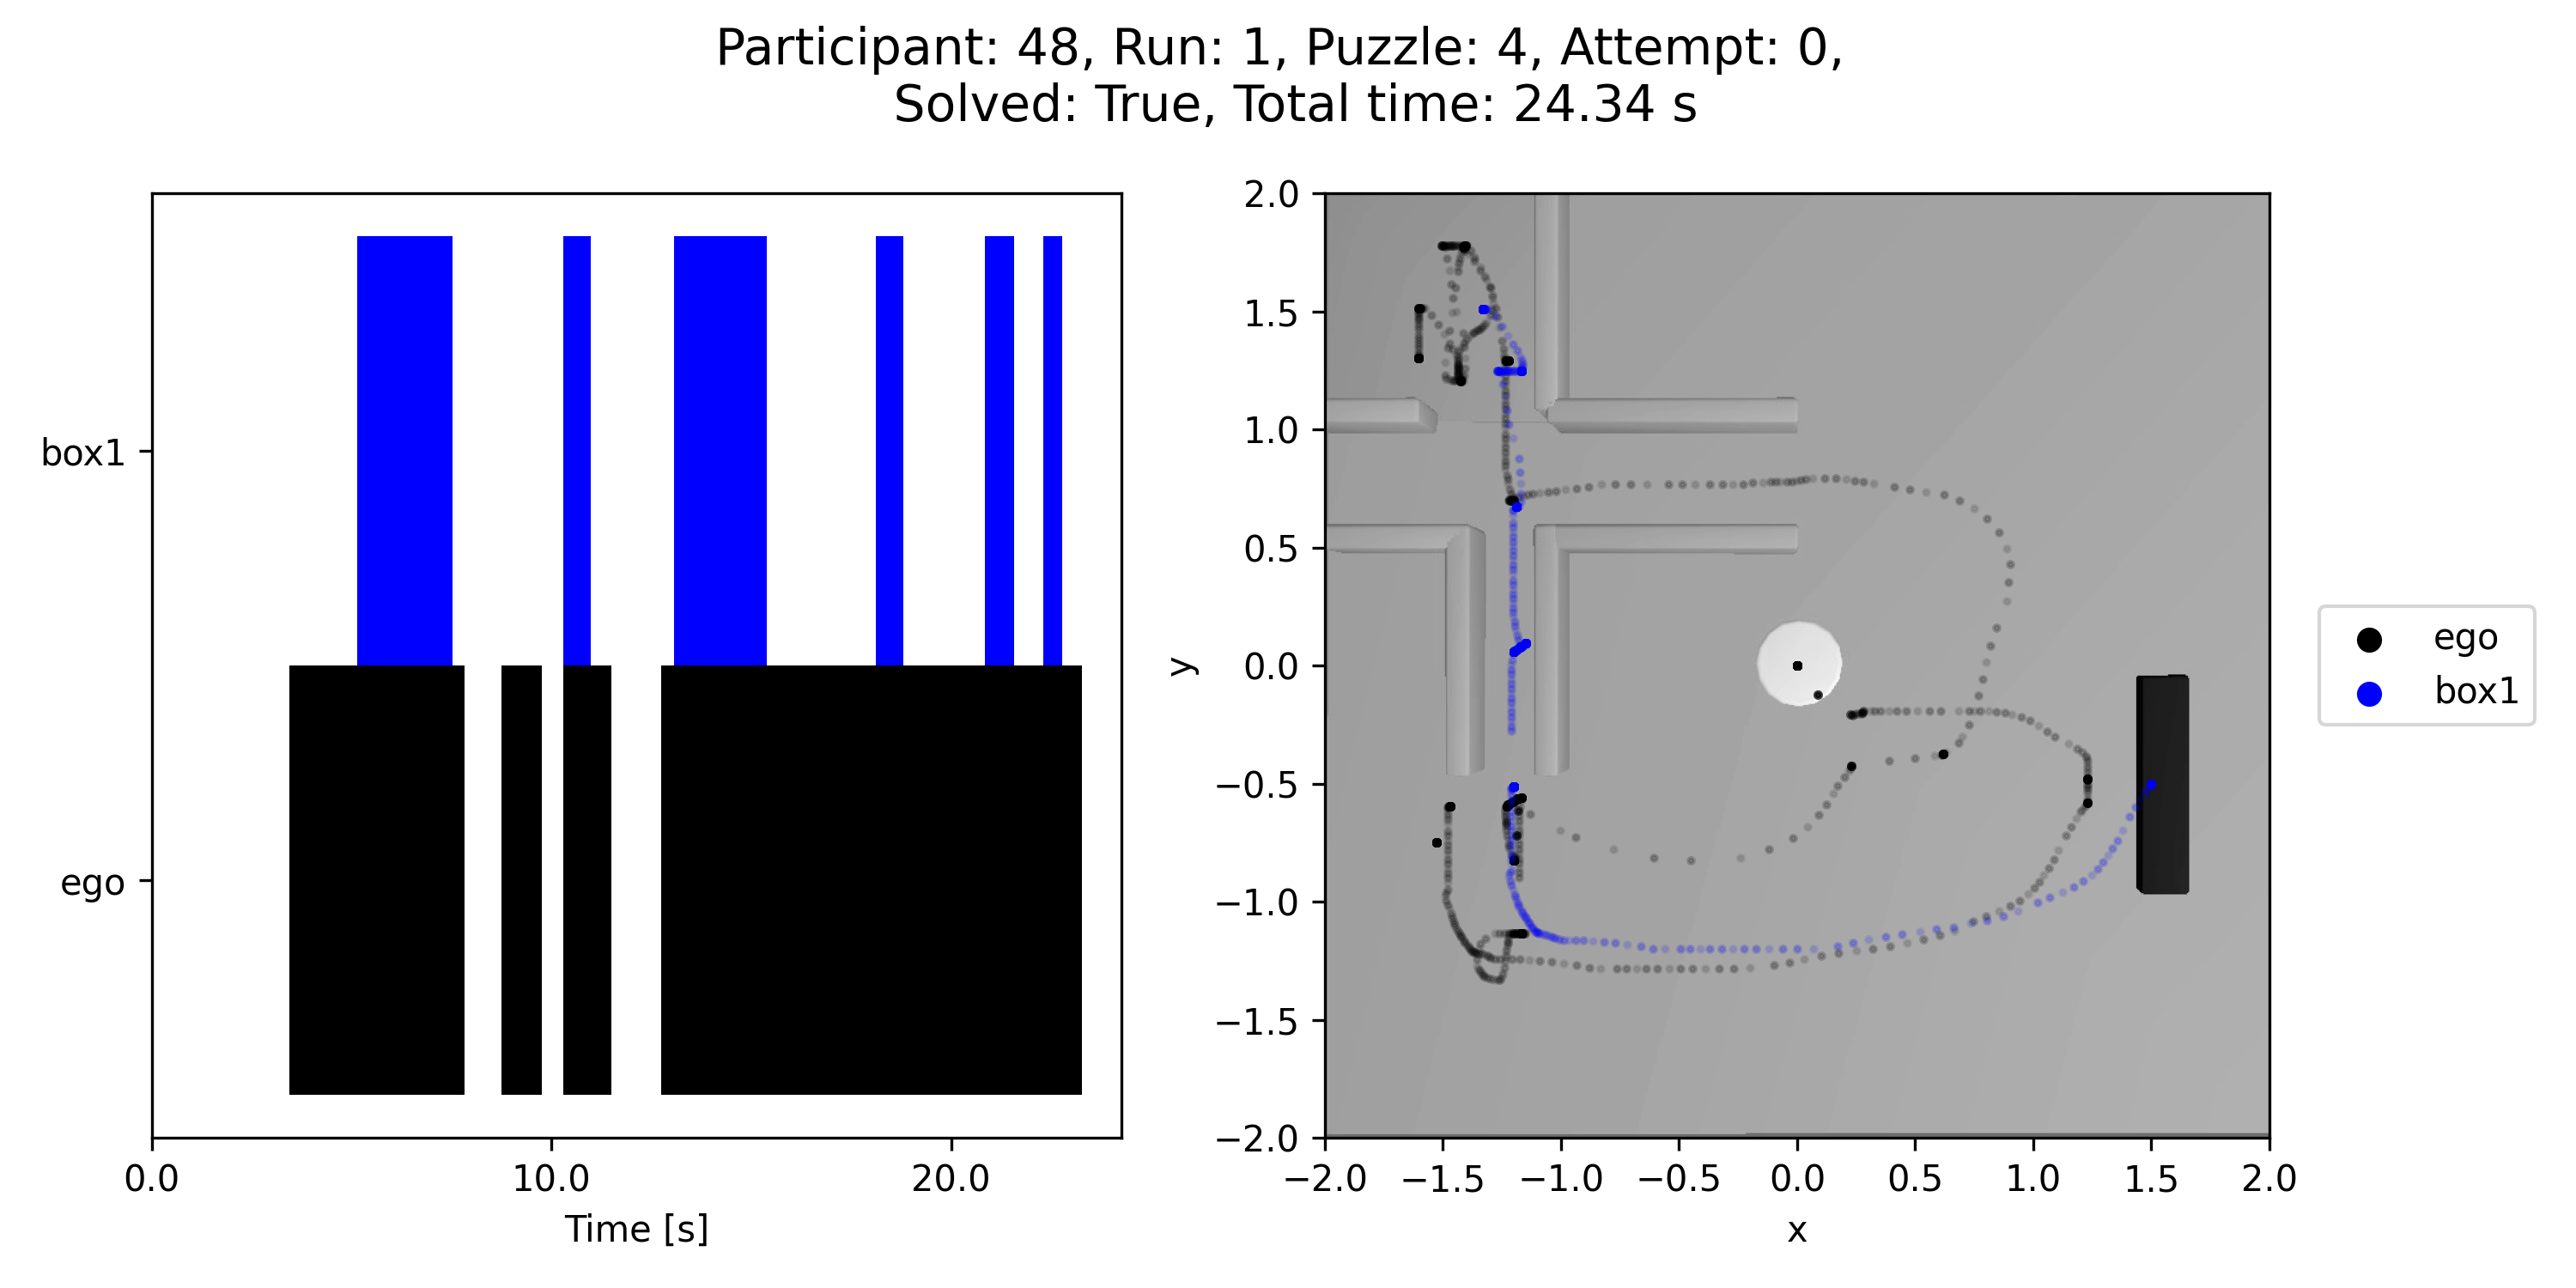 Participant: 48, Run: 1, Puzzle: 4, Attempt: 0,
Solved: True, Total time: 24.34 s
box1
ego
0.0
10.0
20.0
Time [s]
2.0
1.5
1.0
0.5
0.0
−0.5
−1.0
−1.5
−2.0
y
−2.0
−1.5
−1.0
−0.5
0.0
0.5
1.0
1.5
2.0
x
ego
box1